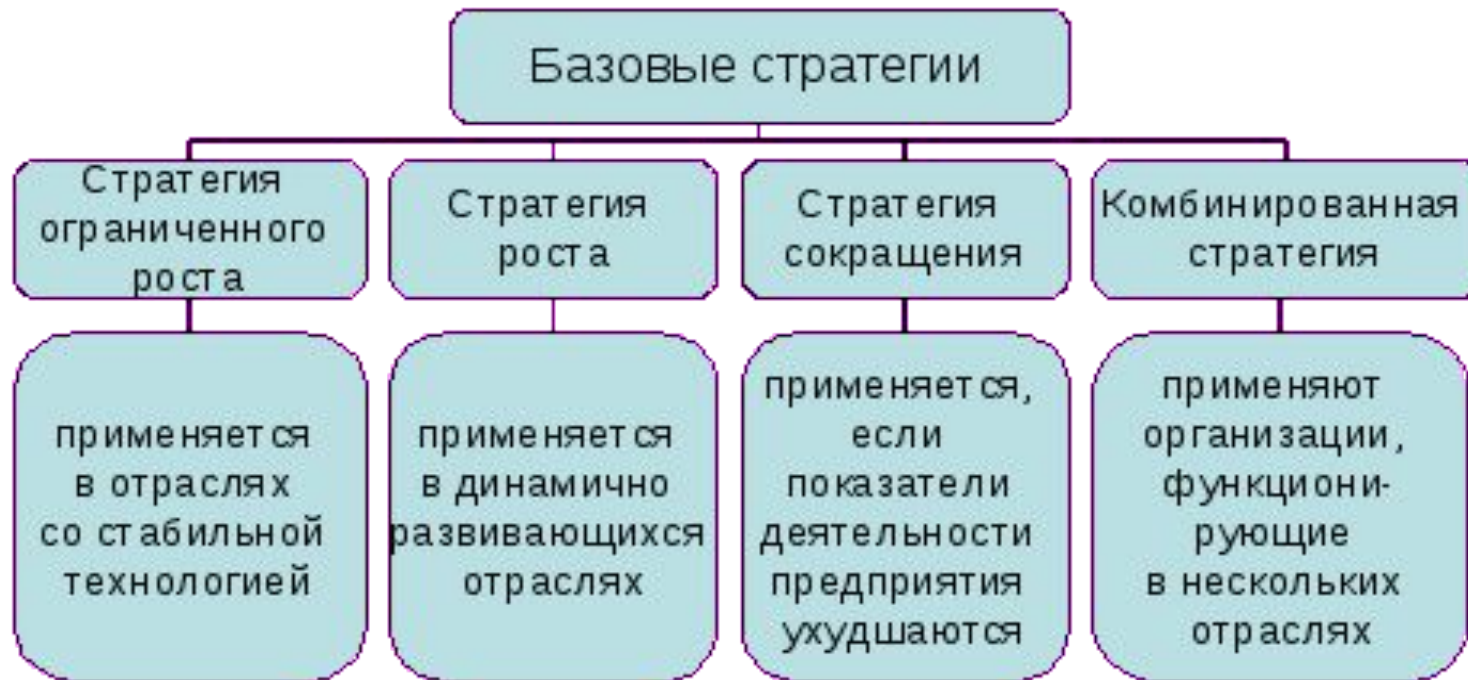 Базовые стратегии
Стратегия
ограниченного
роста
Стратегия
роста
Стратегия
сокращения
Комбинированная
стратегия
применяется
в отраслях
со стабильной
технологией
применяется
в динамично
развивающихся
отраслях
применяется,
если
показатели
деятельности
предприятия
ухудшаются
применяют
организации,
функциони-
рующие
в нескольких
отраслях